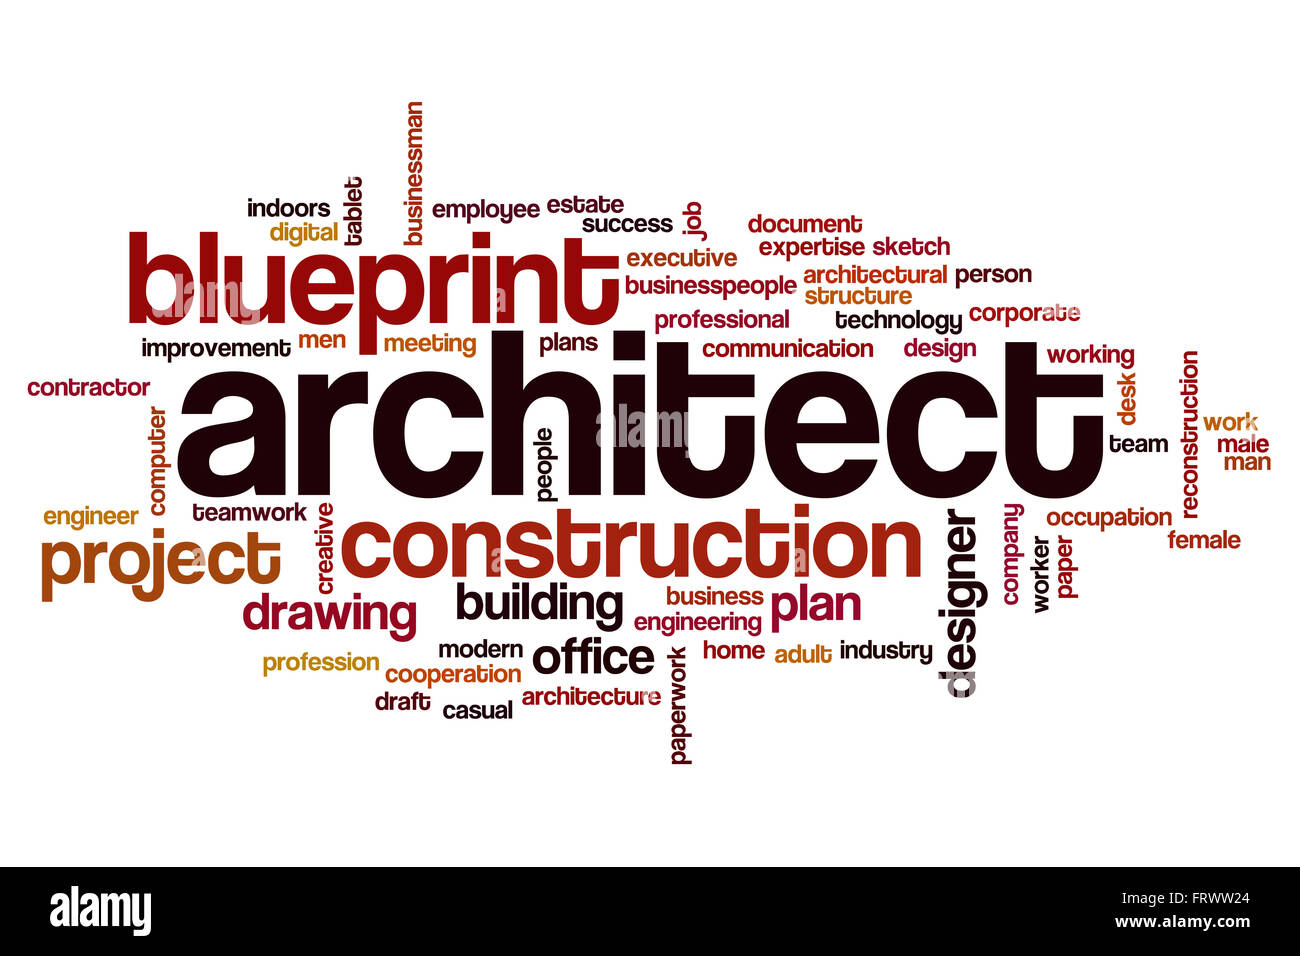 businessman
tablet
indoors
employee
estate
job
digital
success
document
blueprint
executive
expertise
sketch
businesspeople
architectural
person
structure
professional
technology
corporate
improvement
men
meeting
plans
communication
design
working
contractor
architect
desk
reconstruction
computer
people
team
work
male
man
engineer
teamwork
creative
construction
designer
company
occupation
female
project
worker
paper
drawing
building
business
engineering
plan
modern
office
paperwork
home
adult
industry
profession
cooperation
draft
casual
architecture
alamy
Image ID: FRWW24
www.alamy.com